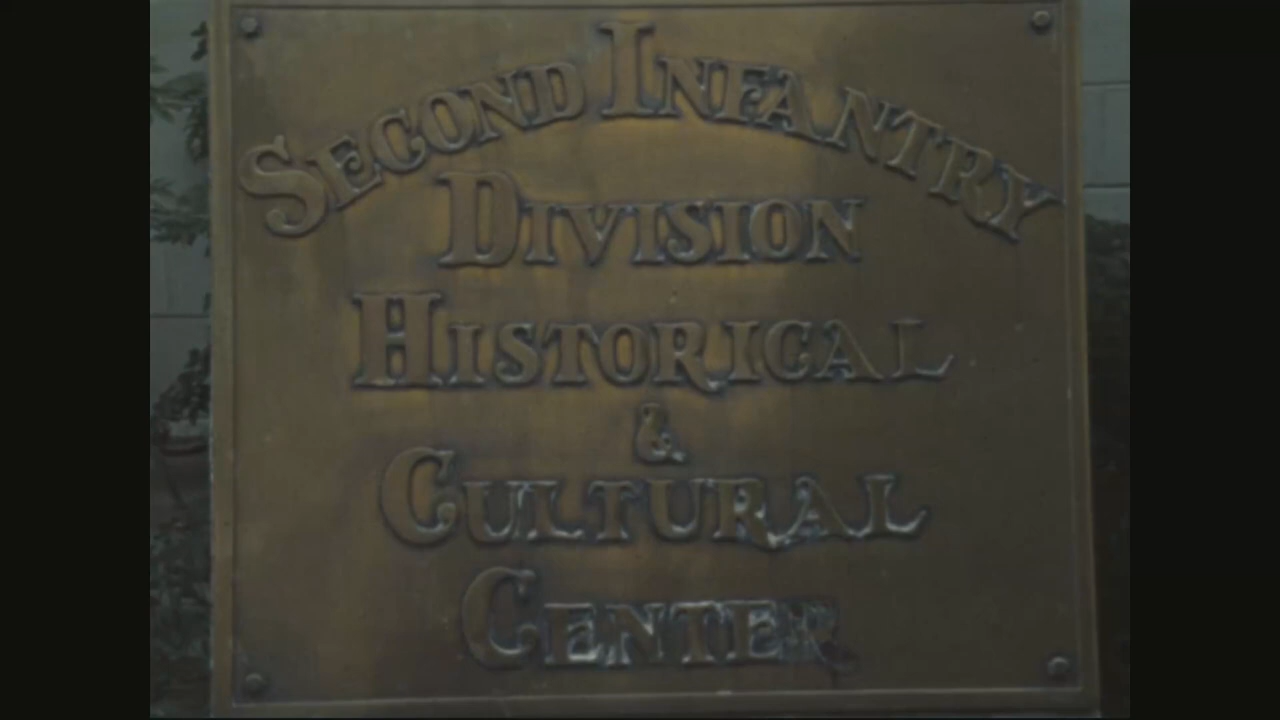 SECOND INFANTRY
DIVISION
HISTORICAL
&
CULTURAL
CENTER